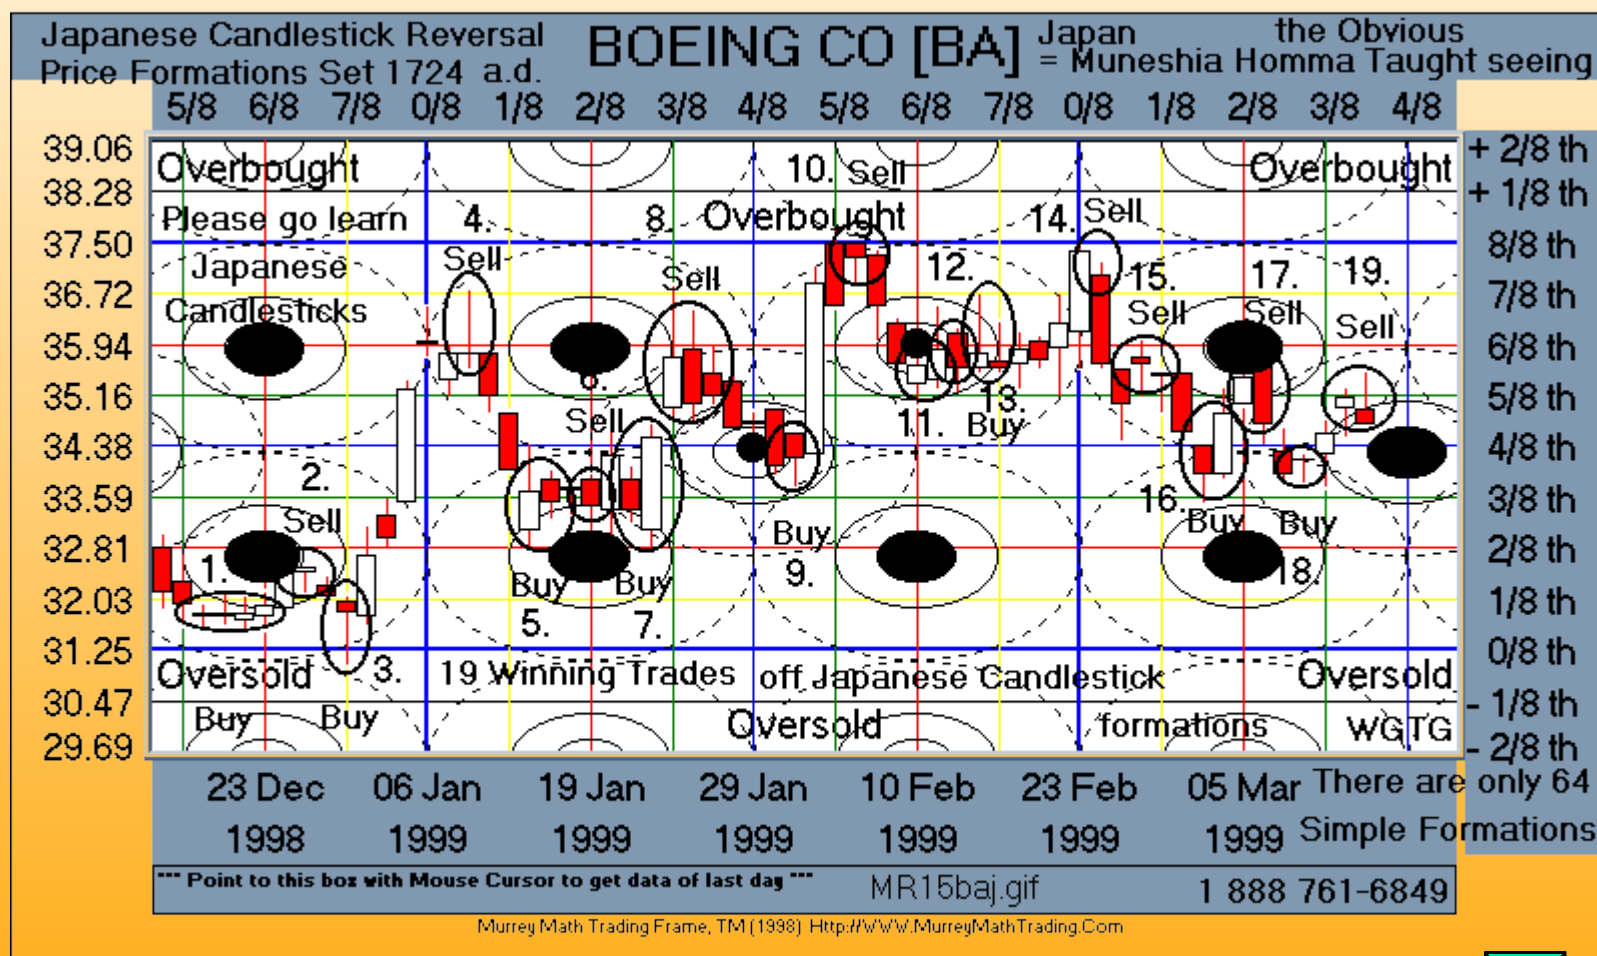 Japanese Candlestick Reversal
Price Formations Set 1724 a.d.
BOEING CO [BA]
Japan the Obvious
= Muneshia Homma Taught seeing
5/8 6/8 7/8 0/8 1/8 2/8 3/8 4/8 5/8 6/8 7/8 0/8 1/8 2/8 3/8 4/8
39.06 + 2/8 th
38.28 + 1/8 th
37.50 8/8 th
36.72 7/8 th
35.94 6/8 th
35.16 5/8 th
34.38 4/8 th
33.59 3/8 th
32.81 2/8 th
32.03 1/8 th
31.25 0/8 th
30.47 - 1/8 th
29.69 - 2/8 th
Overbought 10. Sell Overbought
Please go learn 4. 8. Overbought 14. Sell
Japanese Sell Sell 12. 15. 17. 19.
Candlesticks Sell Sell Sell
6. 13.
Sell 11. Buy
2.
16.
Sell Buy Buy Buy
1. Buy Buy 9. 18.
5. 7.
Oversold 3. 19 Winning Trades off Japanese Candlestick Oversold
Buy Buy Oversold formations WGTG
23 Dec 06 Jan 19 Jan 29 Jan 10 Feb 23 Feb 05 Mar There are only 64
1998 1999 1999 1999 1999 1999 1999 Simple Formations
*** Point to this box with Mouse Cursor to get data of last day *** MR15baj.gif 1 888 761-6849
Murrey Math Trading Frame, TM (1998) Http://WWW.MurreyMathTrading.Com